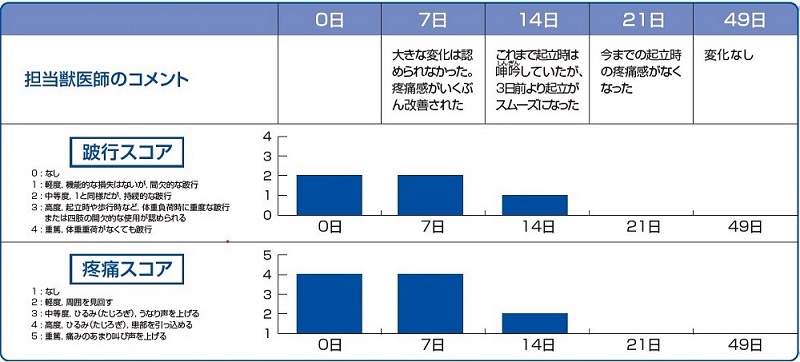 0日 7日 14日 21日 49日
担当獣医師のコメント
大きな変化は認
められなかった。
疼痛感がいくぶ
ん改善された
これまで起立時は
しんぎん
呻吟していたが、
3日前より起立が
スムーズになった
今までの起立時
の疼痛感がなく
なった
変化なし
跛行スコア
0：なし
1：軽度, 機能的な損失はないが, 間欠的な跛行
2：中等度, 1と同様だが, 持続的な跛行
3：高度, 起立時や歩行時など, 体重負荷時に重度な跛行
または四肢の間欠的な使用が認められる
4：重篤, 体重重荷がなくても跛行
4
3
2
1
0
0日 7日 14日 21日 49日
疼痛スコア
1：なし
2：軽度, 周囲を見回す
3：中等度, ひるみ（たじろぎ）, うなり声を上げる
4：高度, ひるみ（たじろぎ）, 患部を引っ込める
5：重篤, 痛みのあまり叫び声を上げる
5
4
3
2
1
0日 7日 14日 21日 49日